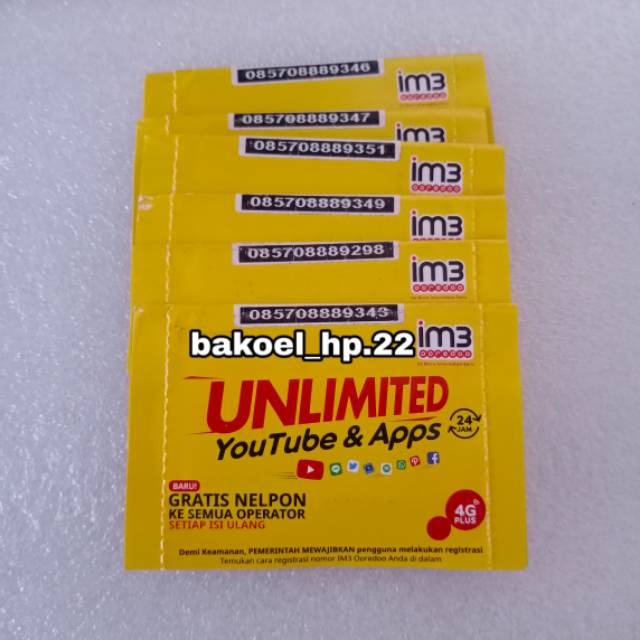 085708889346
im3
ooredoo
085708889347
im3
085708889351
im3
ooredoo
085708889349
im3
085708889298
im3
ooredoo
085708889343
im3
ooredoo
bakoel_hp.22
UNLIMITED
YouTube & Apps
24
JAM
BARU!
GRATIS NELPON
KE SEMUA OPERATOR
SETIAP ISI ULANG
4G
PLUS
Demi Keamanan, PEMERINTAH MEWAJIBKAN pengguna melakukan registrasi
Temukan cara registrasi nomor IM3 Ooredoo Anda di dalam